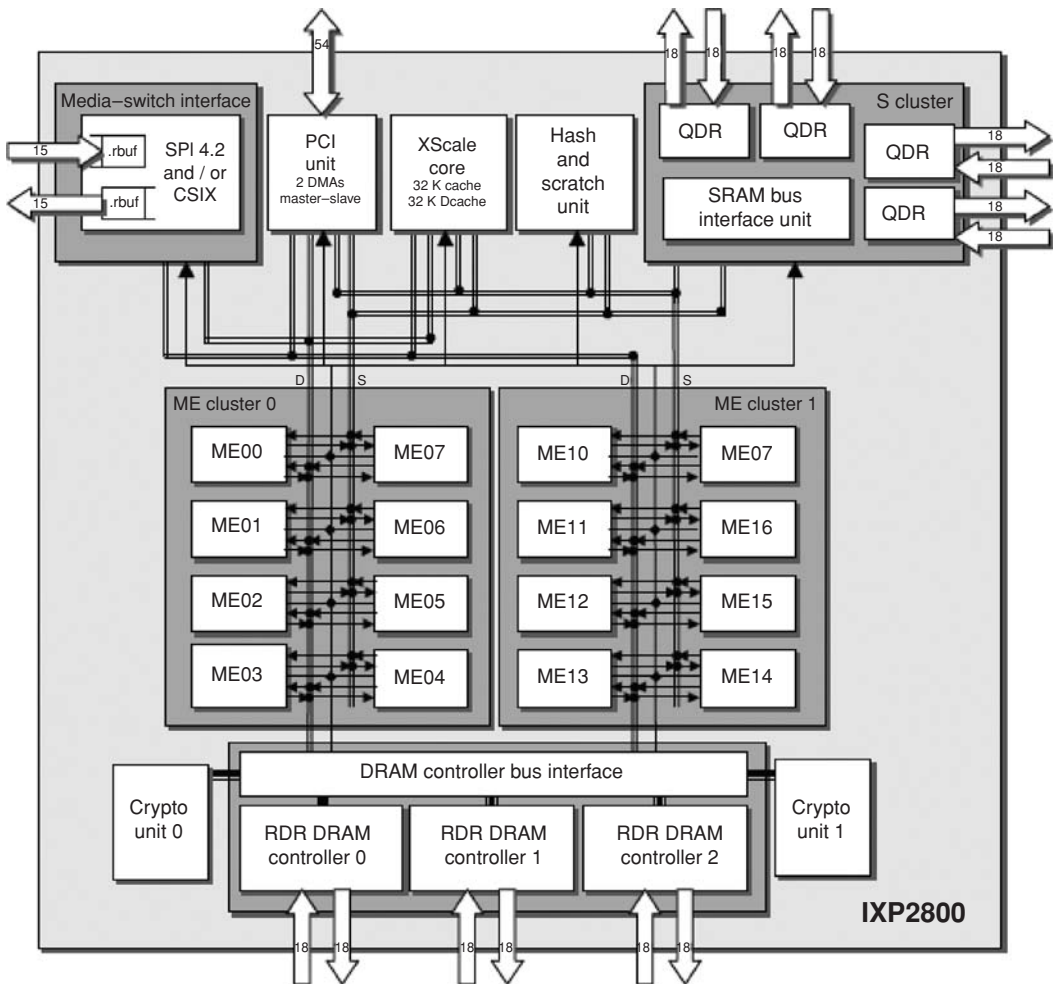 54
18
18
18
18
Media–switch interface
S cluster
15
.rbuf
SPI 4.2
and / or
CSIX
15
.rbuf
PCI
unit
2 DMAs
master–slave
XScale
core
32 K cache
32 K Dcache
Hash and
scratch
unit
QDR
QDR
QDR
18
18
SRAM bus
interface unit
QDR
18
18
D
S
D
S
ME cluster 0
ME cluster 1
ME00
ME07
ME10
ME07
ME01
ME06
ME11
ME16
ME02
ME05
ME12
ME15
ME03
ME04
ME13
ME14
DRAM controller bus interface
Crypto
unit 0
Crypto
unit 1
RDR DRAM
controller 0
RDR DRAM
controller 1
RDR DRAM
controller 2
IXP2800
18
18
18
18
18
18